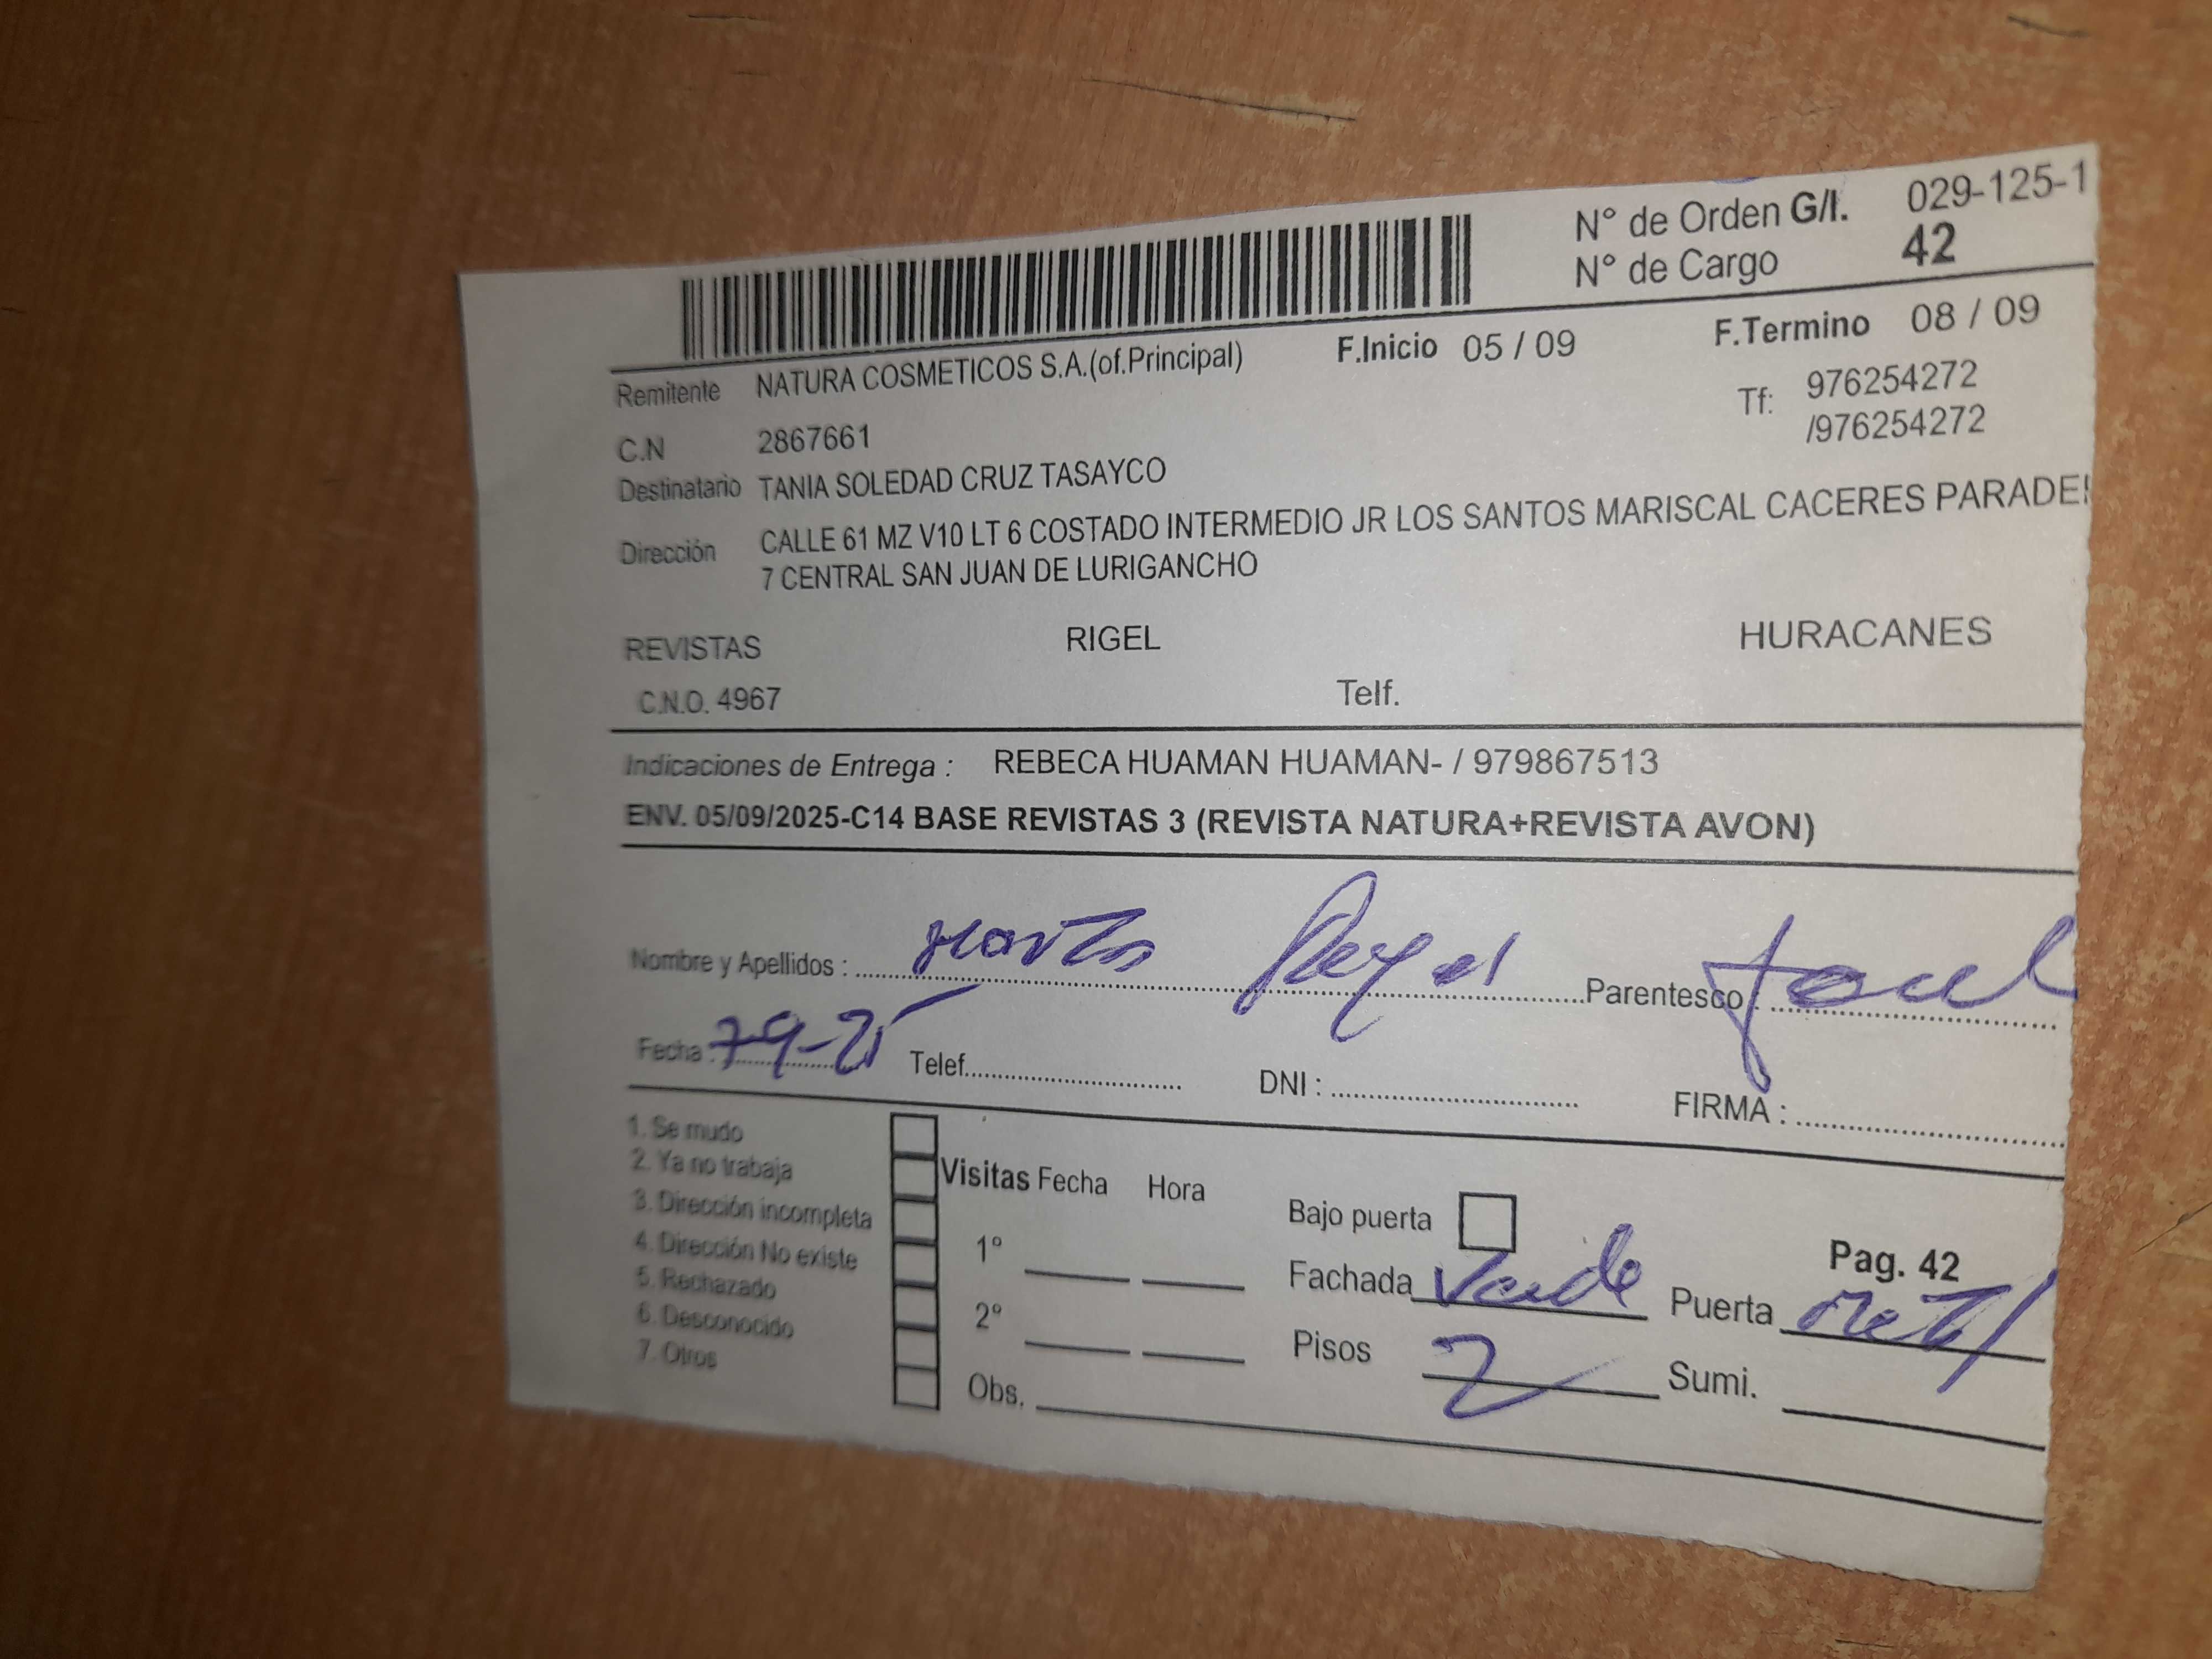 N° de Orden G/I. 029-125-1
N° de Cargo 42
F.Inicio 05 / 09 F.Termino 08 / 09
Remitente NATURA COSMETICOS S.A.(of.Principal)
Tf: 976254272
/976254272
C.N 2867661
Destinatario TANIA SOLEDAD CRUZ TASAYCO
Dirección CALLE 61 MZ V10 LT 6 COSTADO INTERMEDIO JR LOS SANTOS MARISCAL CACERES PARADE
7 CENTRAL SAN JUAN DE LURIGANCHO
REVISTAS RIGEL HURACANES
C.N.O. 4967 Telf.
Indicaciones de Entrega : REBECA HUAMAN HUAMAN- / 979867513
ENV. 05/09/2025-C14 BASE REVISTAS 3 (REVISTA NATURA+REVISTA AVON)
Nombre y Apellidos : Parentesco :
Fecha : 7-9-25 Telef. DNI : FIRMA :
1. Se mudo
2. Ya no trabaja
3. Dirección incompleta
4. Dirección No existe
5. Rechazado
6. Desconocido
7. Otros
Visitas Fecha Hora
1°
2°
Obs.
Bajo puerta
Pag. 42
Fachada Verde Puerta Metal
Pisos 2 Sumi.